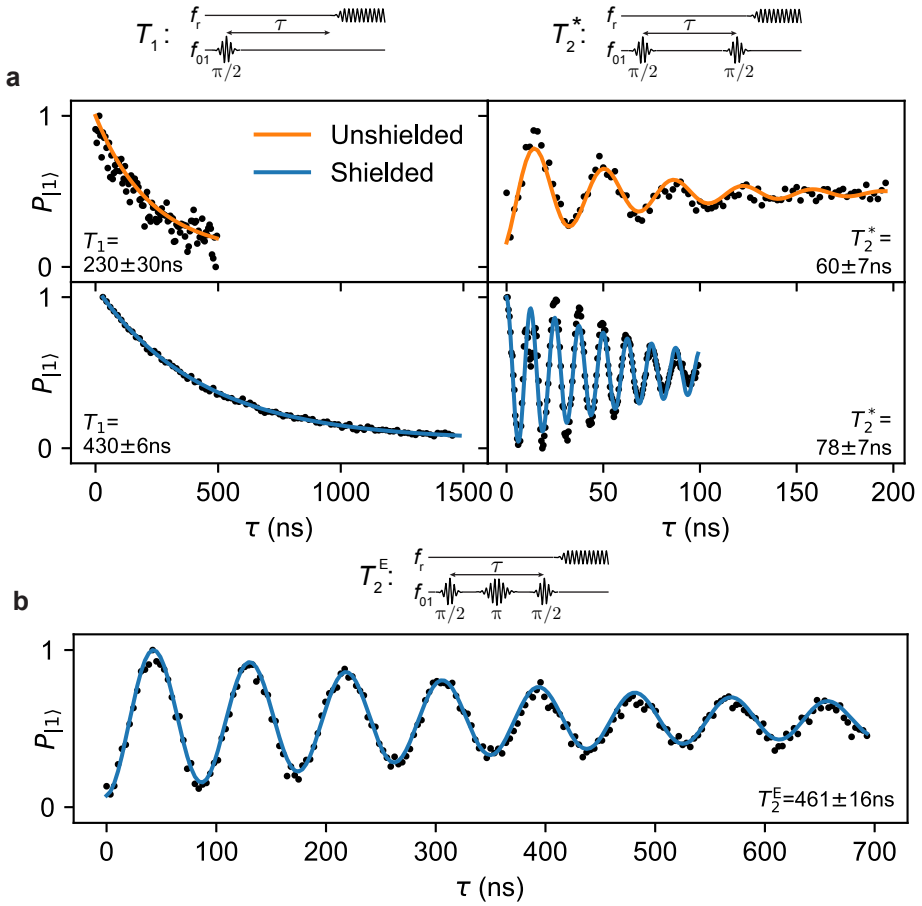 T₁: fᵣ τ f₀₁ π/2
T₂*: fᵣ τ f₀₁ π/2 π/2
a
P|1⟩ 1 0 Unshielded Shielded T₁= 230±30ns
T₂*= 60±7ns
P|1⟩ 1 0 T₁= 430±6ns
T₂*= 78±7ns
0 500 1000 1500
τ (ns)
0 50 100 150 200
τ (ns)
T₂ᴱ: fᵣ τ f₀₁ π/2 π π/2
b
P|1⟩ 1 0
T₂ᴱ=461±16ns
0 100 200 300 400 500 600 700
τ (ns)